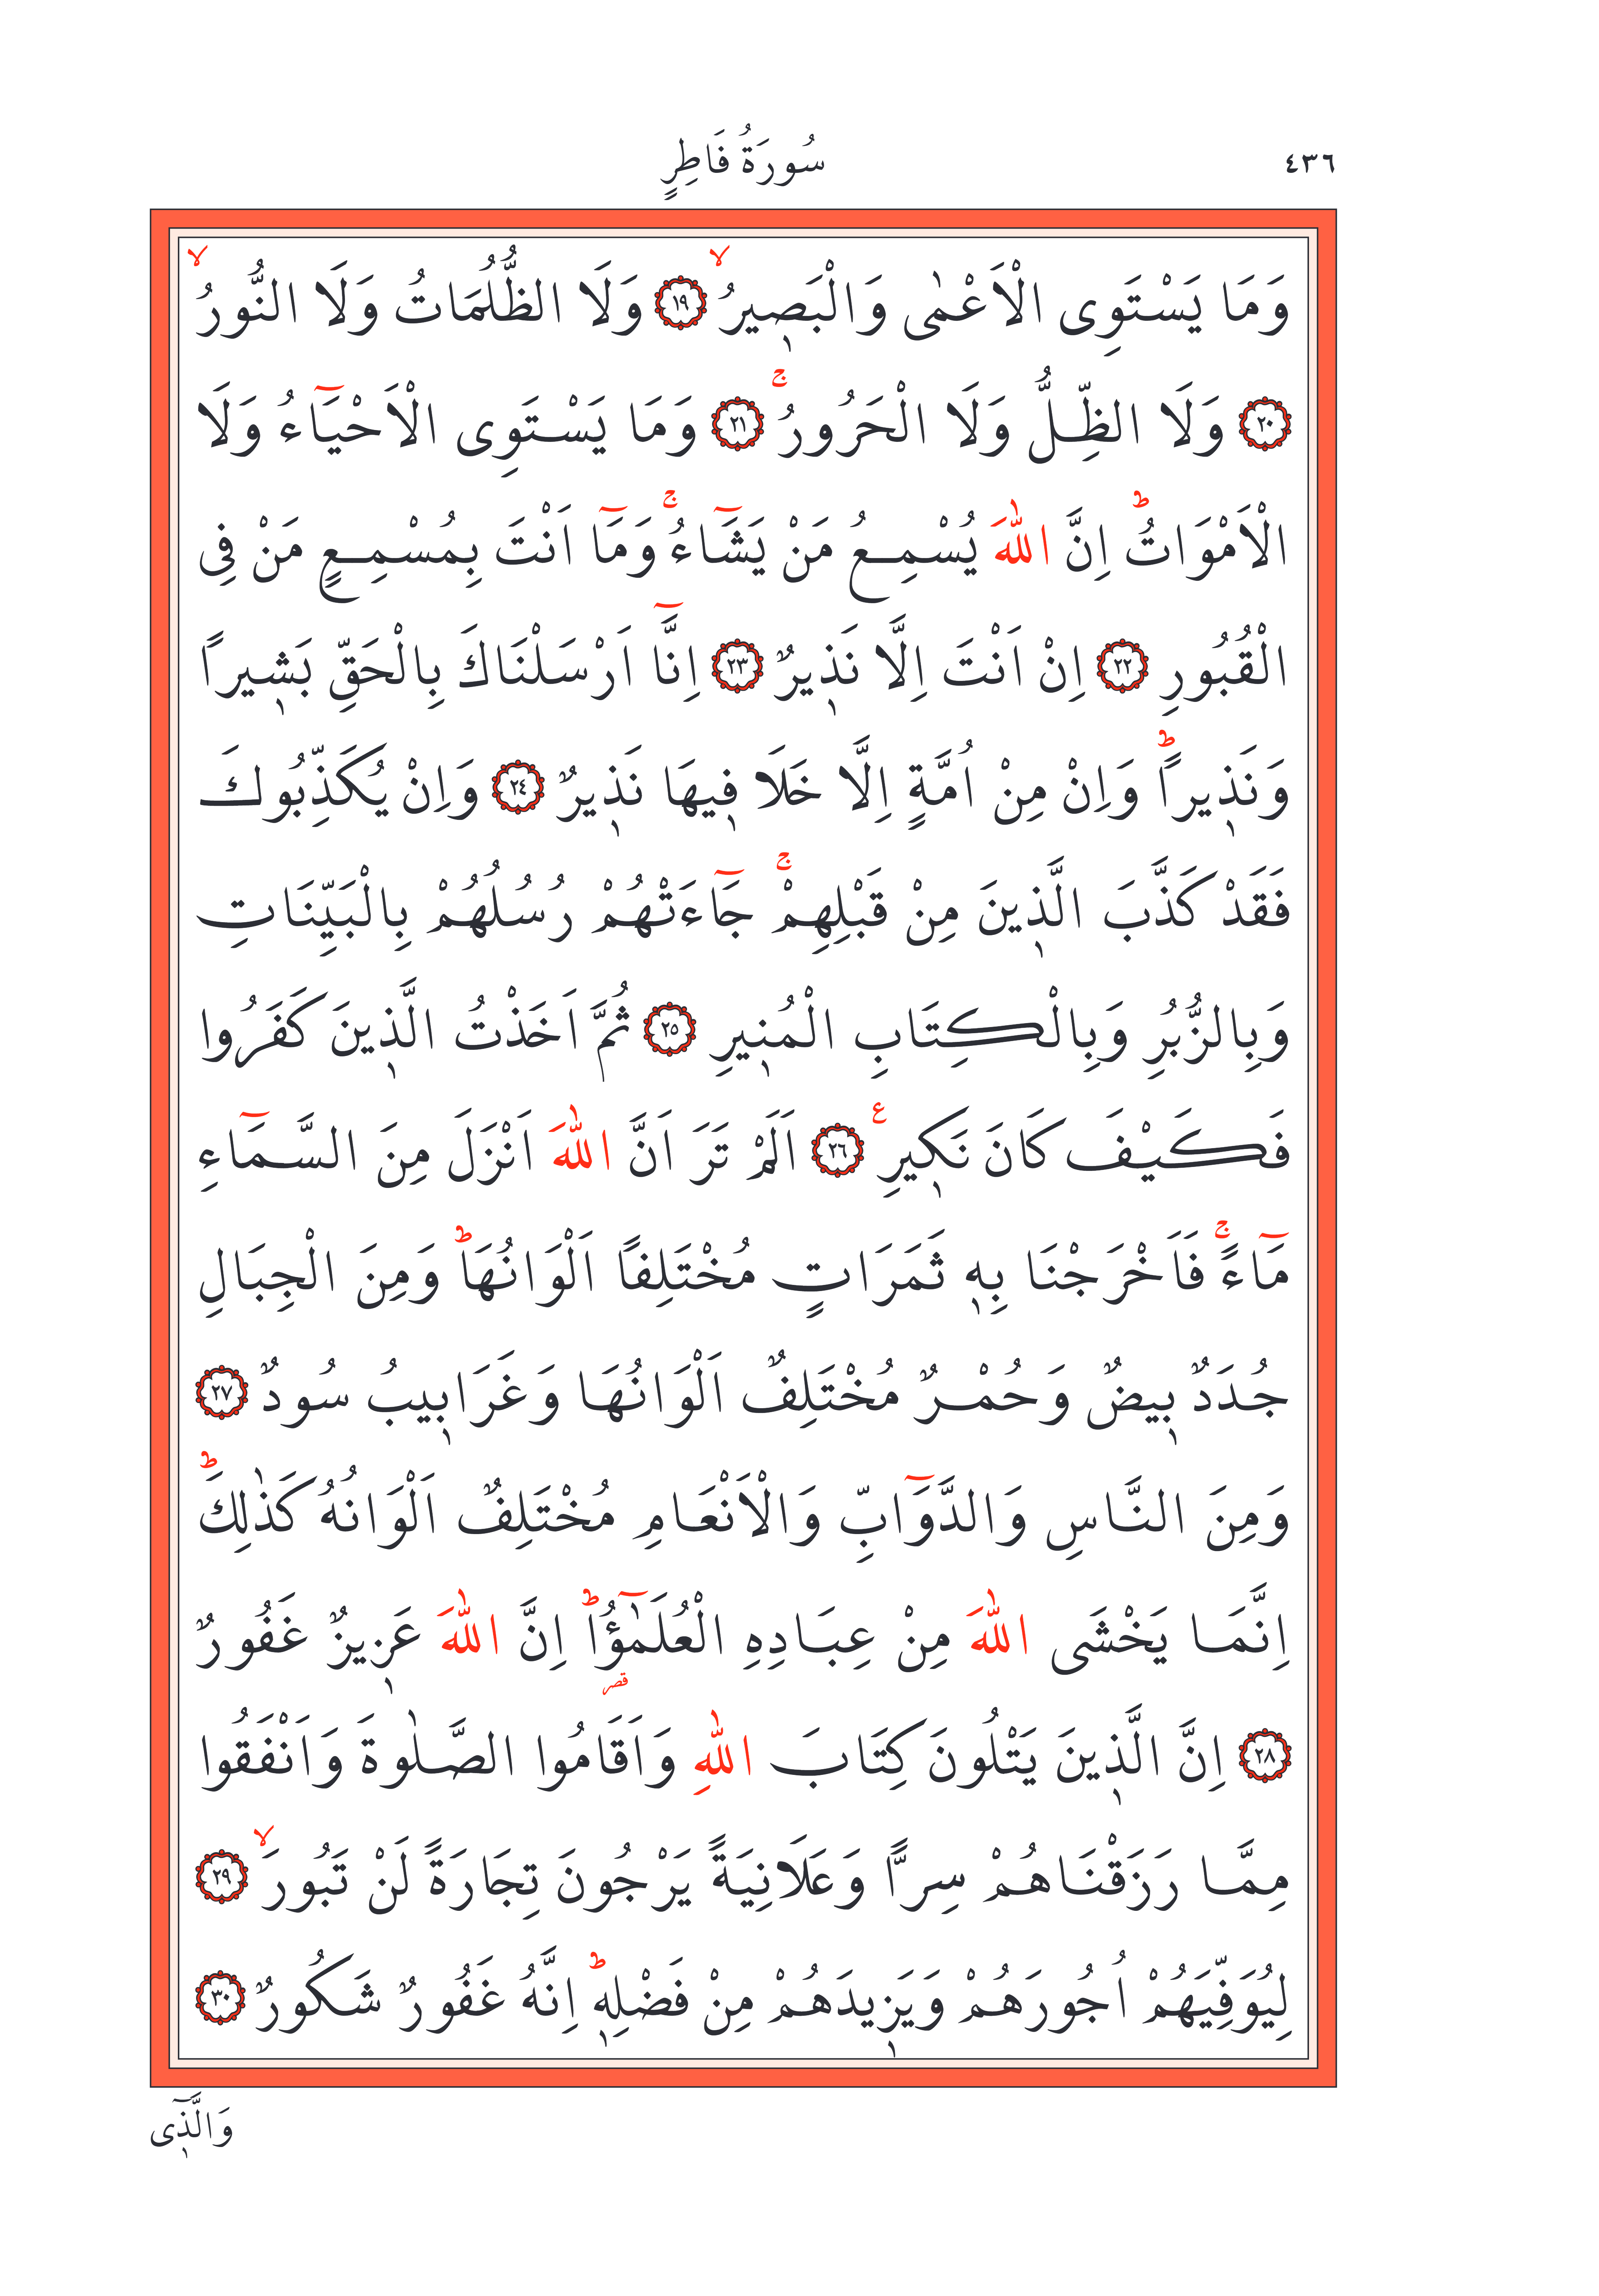 ٤٣٦
سُورَةُ فَاطِرٍ
وَمَا يَسْتَوِى الْاَعْمٰى وَالْبَصٖيرُۙ ﴿١٩﴾ وَلَا الظُّلُمَاتُ وَلَا النُّورُۙ
﴿٢٠﴾ وَلَا الظِّلُّ وَلَا الْحَرُورُۚ ﴿٢١﴾ وَمَا يَسْتَوِى الْاَحْيَٓاءُ وَلَا
الْاَمْوَاتُؕ اِنَّ اللّٰهَ يُسْمِعُ مَنْ يَشَٓاءُۚ وَمَٓا اَنْتَ بِمُسْمِعٍ مَنْ فِى
الْقُبُورِ ﴿٢٢﴾ اِنْ اَنْتَ اِلَّا نَذٖيرٌ ﴿٢٣﴾ اِنَّٓا اَرْسَلْنَاكَ بِالْحَقِّ بَشٖيراً
وَنَذٖيراًؕ وَاِنْ مِنْ اُمَّةٍ اِلَّا خَلَا فٖيهَا نَذٖيرٌ ﴿٢٤﴾ وَاِنْ يُكَذِّبُوكَ
فَقَدْ كَذَّبَ الَّذٖينَ مِنْ قَبْلِهِمْۚ جَٓاءَتْهُمْ رُسُلُهُمْ بِالْبَيِّنَاتِ
وَبِالزُّبُرِ وَبِالْكِتَابِ الْمُنٖيرِ ﴿٢٥﴾ ثُمَّ اَخَذْتُ الَّذٖينَ كَفَرُوا
فَكَيْفَ كَانَ نَكٖيرِ ع ﴿٢٦﴾ اَلَمْ تَرَ اَنَّ اللّٰهَ اَنْزَلَ مِنَ السَّمَٓاءِ
مَٓاءًۚ فَاَخْرَجْنَا بِهٖ ثَمَرَاتٍ مُخْتَلِفاً اَلْوَانُهَاؕ وَمِنَ الْجِبَالِ
جُدَدٌ بٖيضٌ وَحُمْرٌ مُخْتَلِفٌ اَلْوَانُهَا وَغَرَابٖيبُ سُودٌ ﴿٢٧﴾
وَمِنَ النَّاسِ وَالدَّوَٓابِّ وَالْاَنْعَامِ مُخْتَلِفٌ اَلْوَانُهُ كَذٰلِكَؕ
اِنَّمَا يَخْشَى اللّٰهَ مِنْ عِبَادِهِ الْعُلَمٰٓؤُاؕ اِنَّ اللّٰهَ عَزٖيزٌ غَفُورٌ
قصر
﴿٢٨﴾ اِنَّ الَّذٖينَ يَتْلُونَ كِتَابَ اللّٰهِ وَاَقَامُوا الصَّلٰوةَ وَاَنْفَقُوا
مِمَّا رَزَقْنَاهُمْ سِراًّ وَعَلَانِيَةً يَرْجُونَ تِجَارَةً لَنْ تَبُورَۙ ﴿٢٩﴾
لِيُوَفِّيَهُمْ اُجُورَهُمْ وَيَزٖيدَهُمْ مِنْ فَضْلِهٖؕ اِنَّهُ غَفُورٌ شَكُورٌ ﴿٣٠﴾
وَالَّذٖٓى